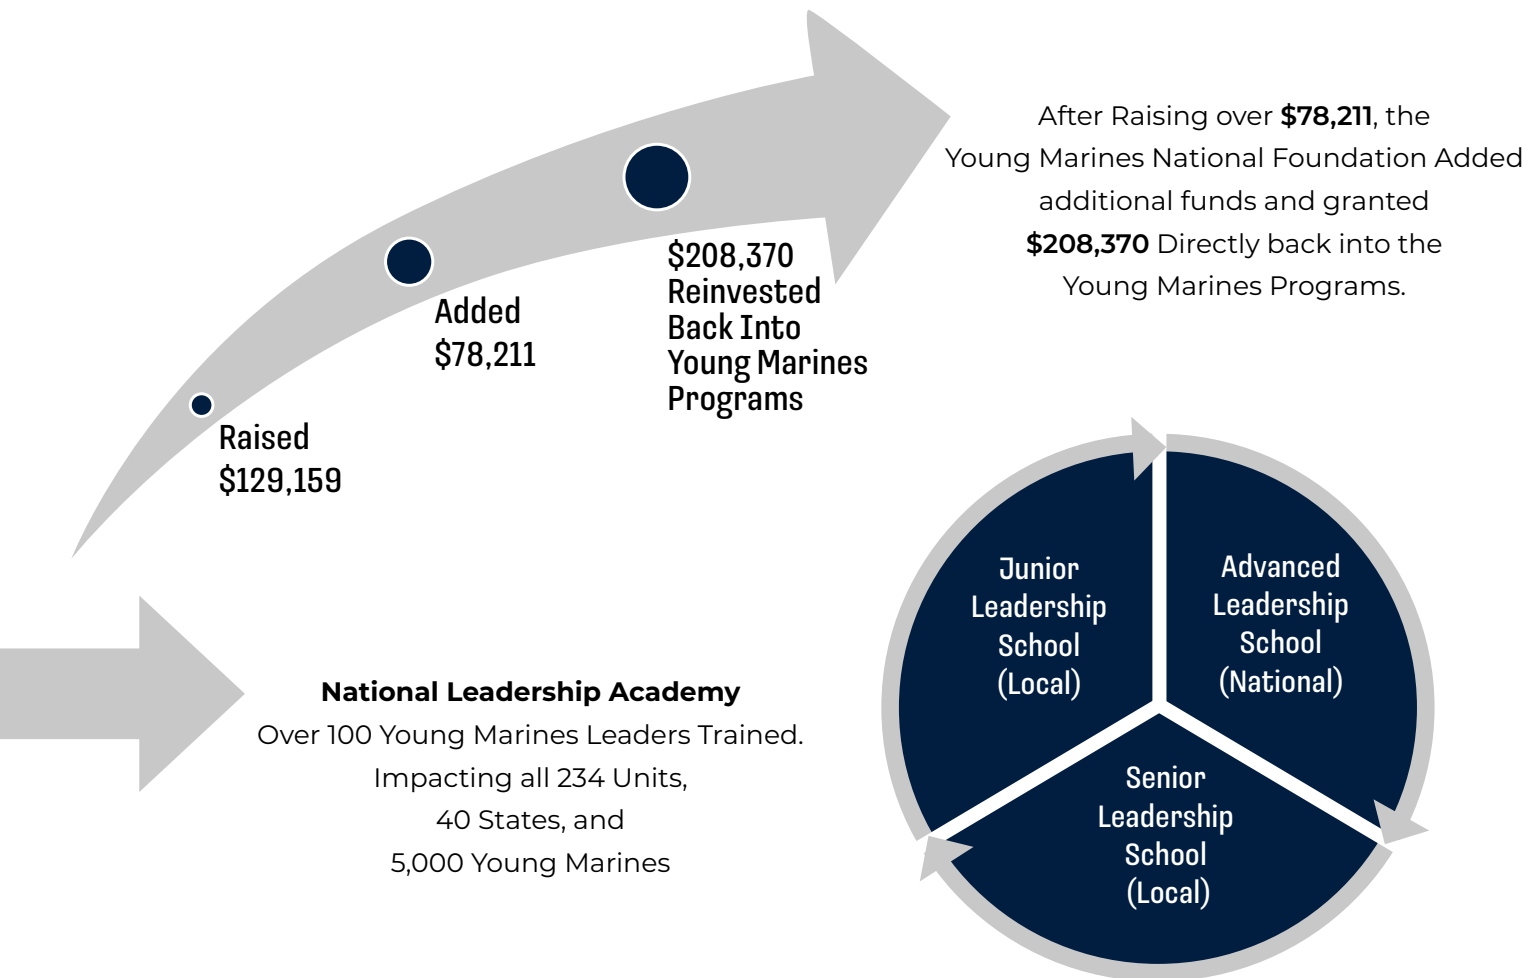 After Raising over $78,211, the
Young Marines National Foundation Added
additional funds and granted
$208,370 Directly back into the
Young Marines Programs.
$208,370
Reinvested
Back Into
Young Marines
Programs
Added
$78,211
Raised
$129,159
National Leadership Academy
Over 100 Young Marines Leaders Trained.
Impacting all 234 Units,
40 States, and
5,000 Young Marines
Junior
Leadership
School
(Local)
Advanced
Leadership
School
(National)
Senior
Leadership
School
(Local)